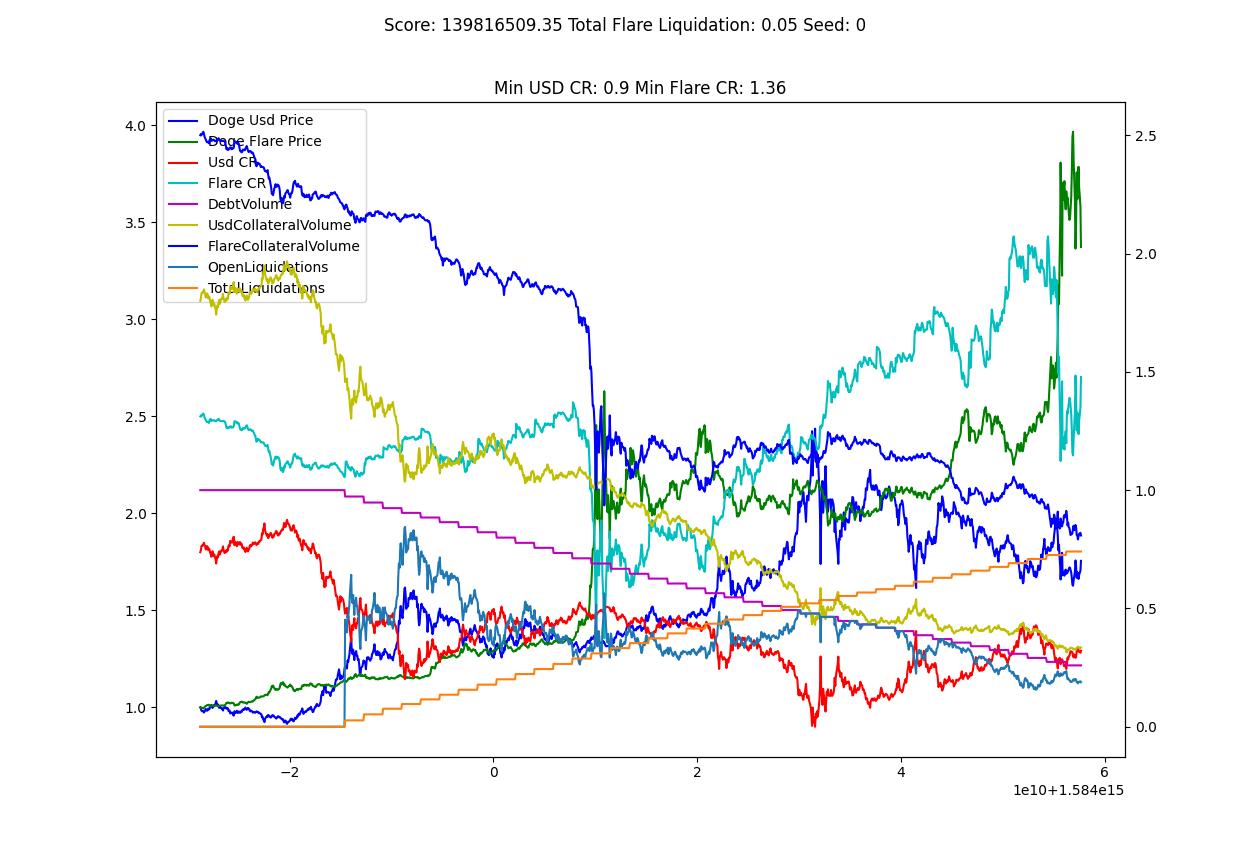 Score: 139816509.35 Total Flare Liquidation: 0.05 Seed: 0
Min USD CR: 0.9 Min Flare CR: 1.36
Doge Usd Price
Doge Flare Price
Usd CR
Flare CR
DebtVolume
UsdCollateralVolume
FlareCollateralVolume
OpenLiquidations
TotalLiquidations
4.0
3.5
3.0
2.5
2.0
1.5
1.0
2.5
2.0
1.5
1.0
0.5
0.0
−2
0
2
4
6
1e10+1.584e15